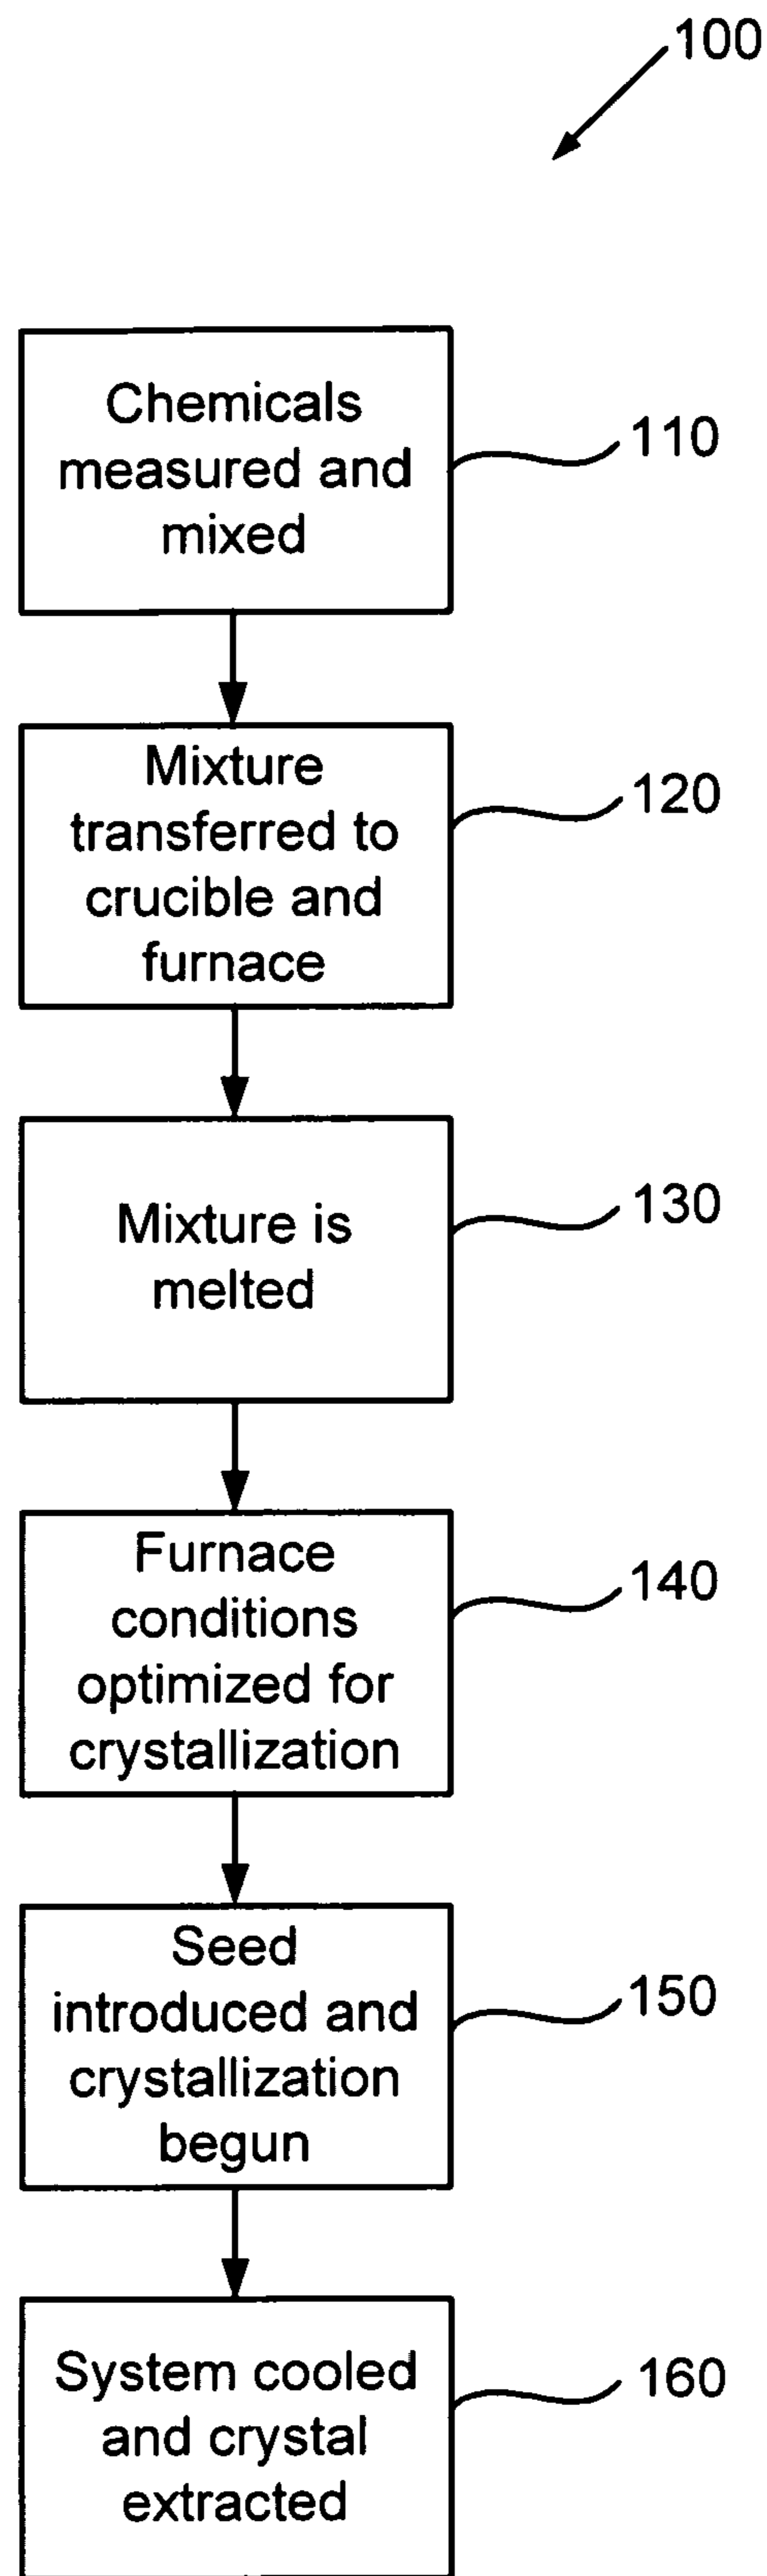 100
Chemicals
measured and
mixed
110
Mixture
transferred to
crucible and
furnace
120
Mixture is
melted
130
Furnace
conditions
optimized for
crystallization
140
Seed
introduced and
crystallization
begun
150
System cooled
and crystal
extracted
160